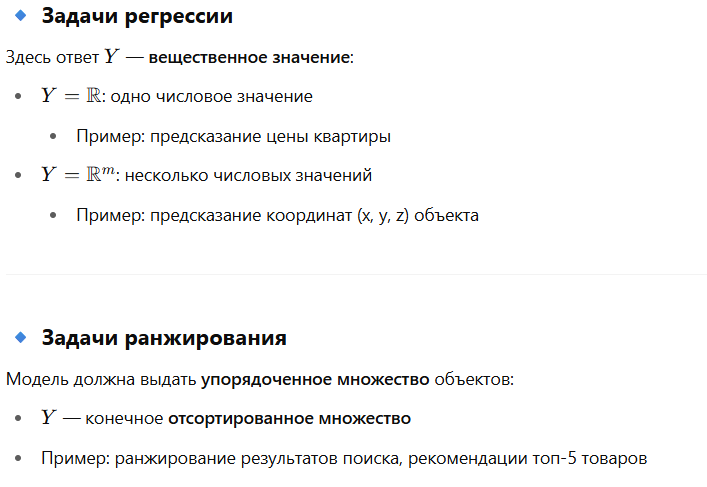 Задачи регрессии
Здесь ответ Y — вещественное значение:
Y = ℝ: одно числовое значение
Пример: предсказание цены квартиры
Y = ℝᵐ: несколько числовых значений
Пример: предсказание координат (x, y, z) объекта
Задачи ранжирования
Модель должна выдать упорядоченное множество объектов:
Y — конечное отсортированное множество
Пример: ранжирование результатов поиска, рекомендации топ-5 товаров